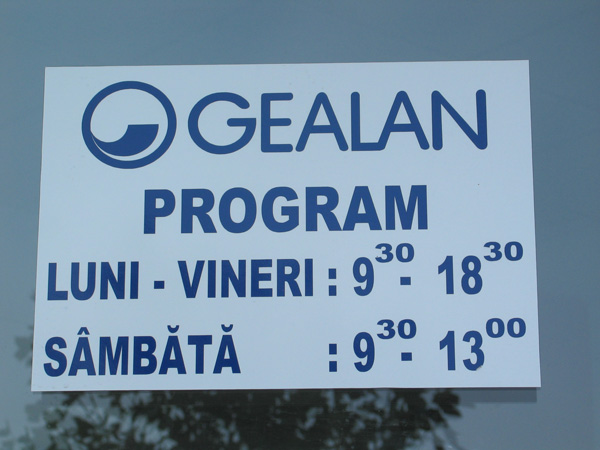 GEALAN
PROGRAM
LUNI - VINERI : 9³⁰ - 18³⁰
SÂMBĂTĂ : 9³⁰ - 13⁰⁰